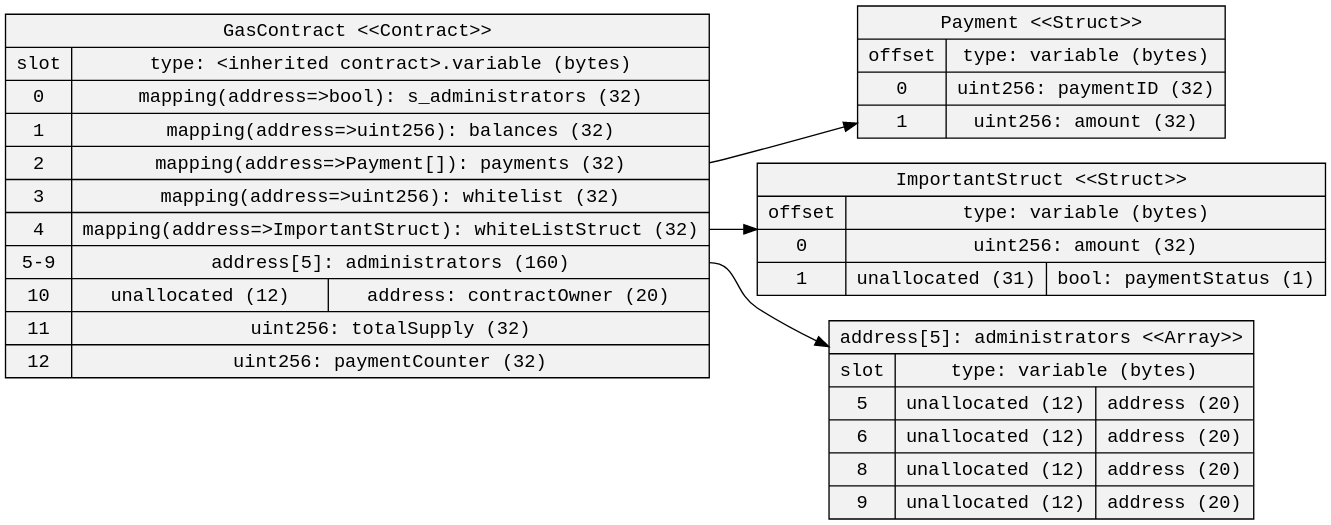 GasContract <<Contract>>
slot type: <inherited contract>.variable (bytes)
0 mapping(address=>bool): s_administrators (32)
1 mapping(address=>uint256): balances (32)
2 mapping(address=>Payment[]): payments (32)
3 mapping(address=>uint256): whitelist (32)
4 mapping(address=>ImportantStruct): whiteListStruct (32)
5-9 address[5]: administrators (160)
10 unallocated (12) address: contractOwner (20)
11 uint256: totalSupply (32)
12 uint256: paymentCounter (32)
Payment <<Struct>>
offset type: variable (bytes)
0 uint256: paymentID (32)
1 uint256: amount (32)
ImportantStruct <<Struct>>
offset type: variable (bytes)
0 uint256: amount (32)
1 unallocated (31) bool: paymentStatus (1)
address[5]: administrators <<Array>>
slot type: variable (bytes)
5 unallocated (12) address (20)
6 unallocated (12) address (20)
8 unallocated (12) address (20)
9 unallocated (12) address (20)